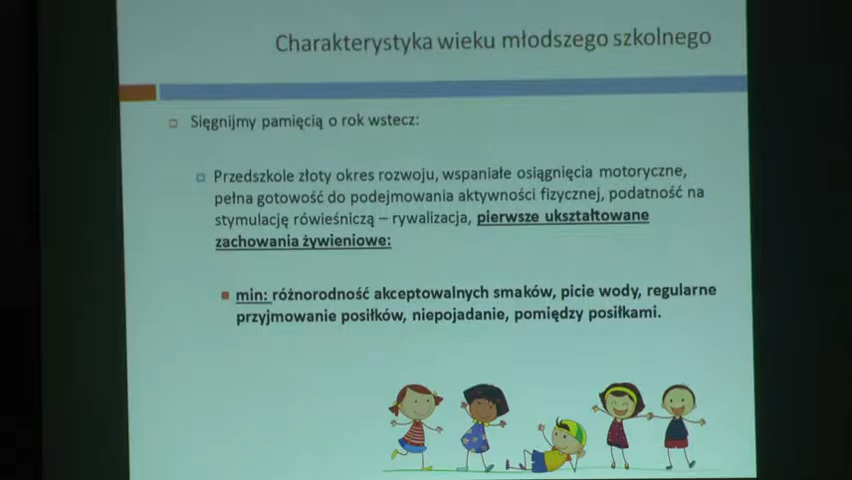 Charakterystyka wieku młodszego szkolnego
Sięgnijmy pamięcią o rok wstecz:
Przedszkole złoty okres rozwoju, wspaniałe osiągnięcia motoryczne,
pełna gotowość do podejmowania aktywności fizycznej, podatność na
stymulację rówieśniczą – rywalizacja, pierwsze ukształtowane
zachowania żywieniowe:
min: różnorodność akceptowalnych smaków, picie wody, regularne
przyjmowanie posiłków, niepojadanie, pomiędzy posiłkami.